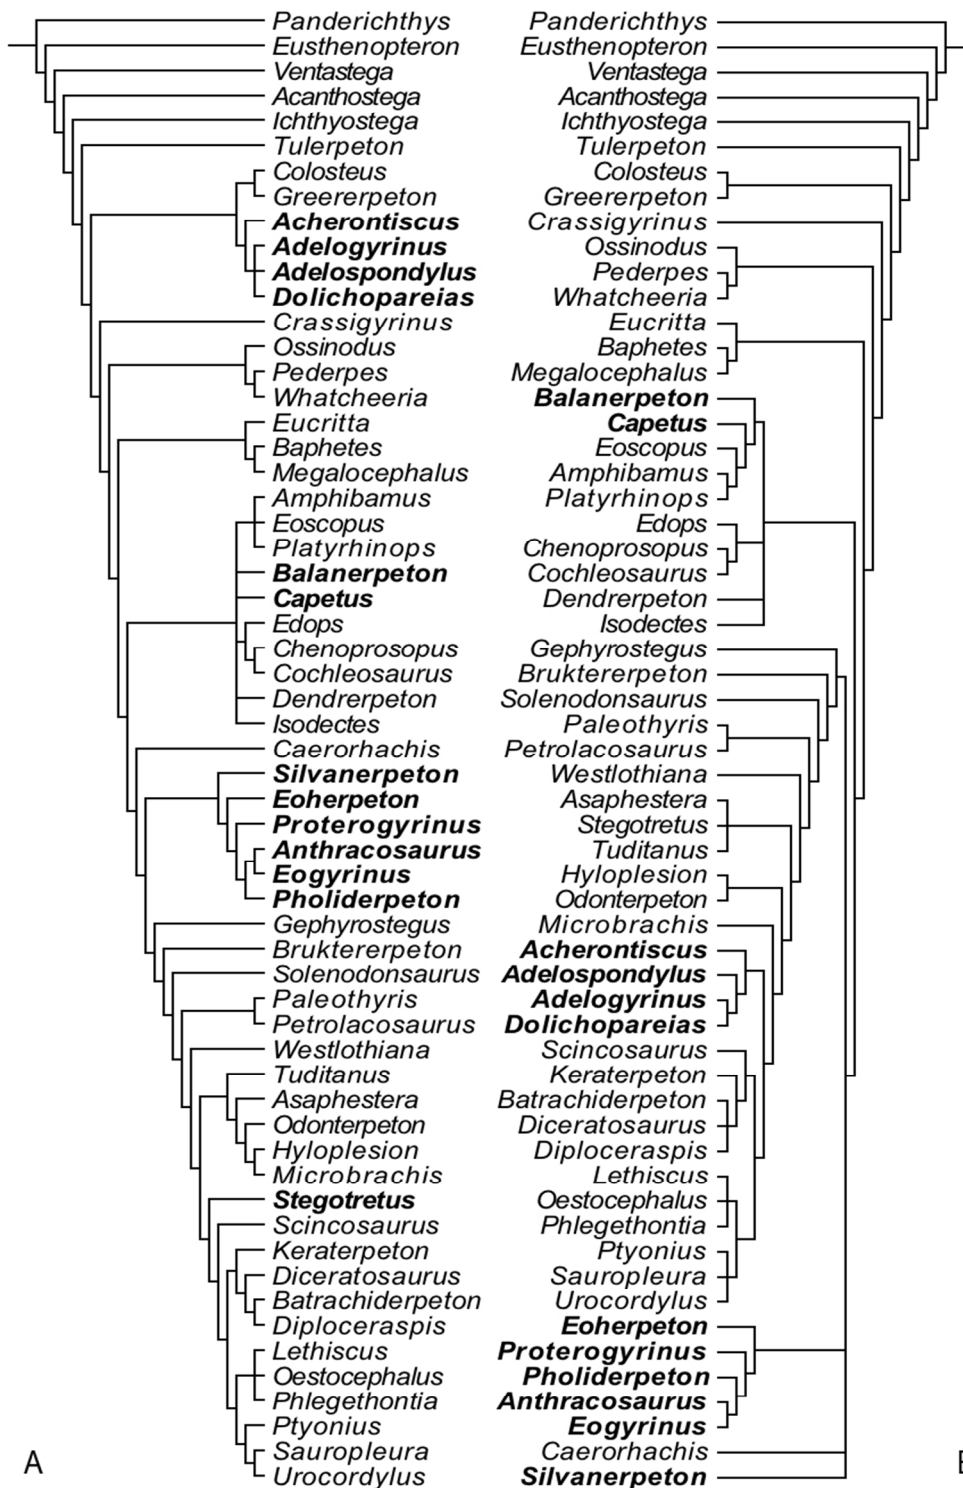 Panderichthys Panderichthys
Eusthenopteron Eusthenopteron
Ventastega Ventastega
Acanthostega Acanthostega
Ichthyostega Ichthyostega
Tulerpeton Tulerpeton
Colosteus Colosteus
Greererpeton Greererpeton
Acherontiscus Crassigyrinus
Adelogyrinus Ossinodus
Adelospondylus Pederpes
Dolichopareias Whatcheeria
Crassigyrinus Eucritta
Ossinodus Baphetes
Pederpes Megalocephalus
Whatcheeria Balanerpeton
Eucritta Capetus
Baphetes Eoscopus
Megalocephalus Amphibamus
Amphibamus Platyrhinops
Eoscopus Edops
Platyrhinops Chenoprosopus
Balanerpeton Cochleosaurus
Capetus Dendrerpeton
Edops Isodectes
Chenoprosopus Gephyrostegus
Cochleosaurus Bruktererpeton
Dendrerpeton Solenodonsaurus
Isodectes Paleothyris
Caerorhachis Petrolacosaurus
Silvanerpeton Westlothiana
Eoherpeton Asaphestera
Proterogyrinus Stegotretus
Anthracosaurus Tuditanus
Eogyrinus Hyloplesion
Pholiderpeton Odonterpeton
Gephyrostegus Microbrachis
Bruktererpeton Acherontiscus
Solenodonsaurus Adelospondylus
Paleothyris Adelogyrinus
Petrolacosaurus Dolichopareias
Westlothiana Scincosaurus
Tuditanus Keraterpeton
Asaphestera Batrachiderpeton
Odonterpeton Diceratosaurus
Hyloplesion Diploceraspis
Microbrachis Lethiscus
Stegotretus Oestocephalus
Scincosaurus Phlegethontia
Keraterpeton Ptyonius
Diceratosaurus Sauropleura
Batrachiderpeton Urocordylus
Diploceraspis Eoherpeton
Lethiscus Proterogyrinus
Oestocephalus Pholiderpeton
Phlegethontia Anthracosaurus
Ptyonius Eogyrinus
A Sauropleura Caerorhachis
Urocordylus Silvanerpeton